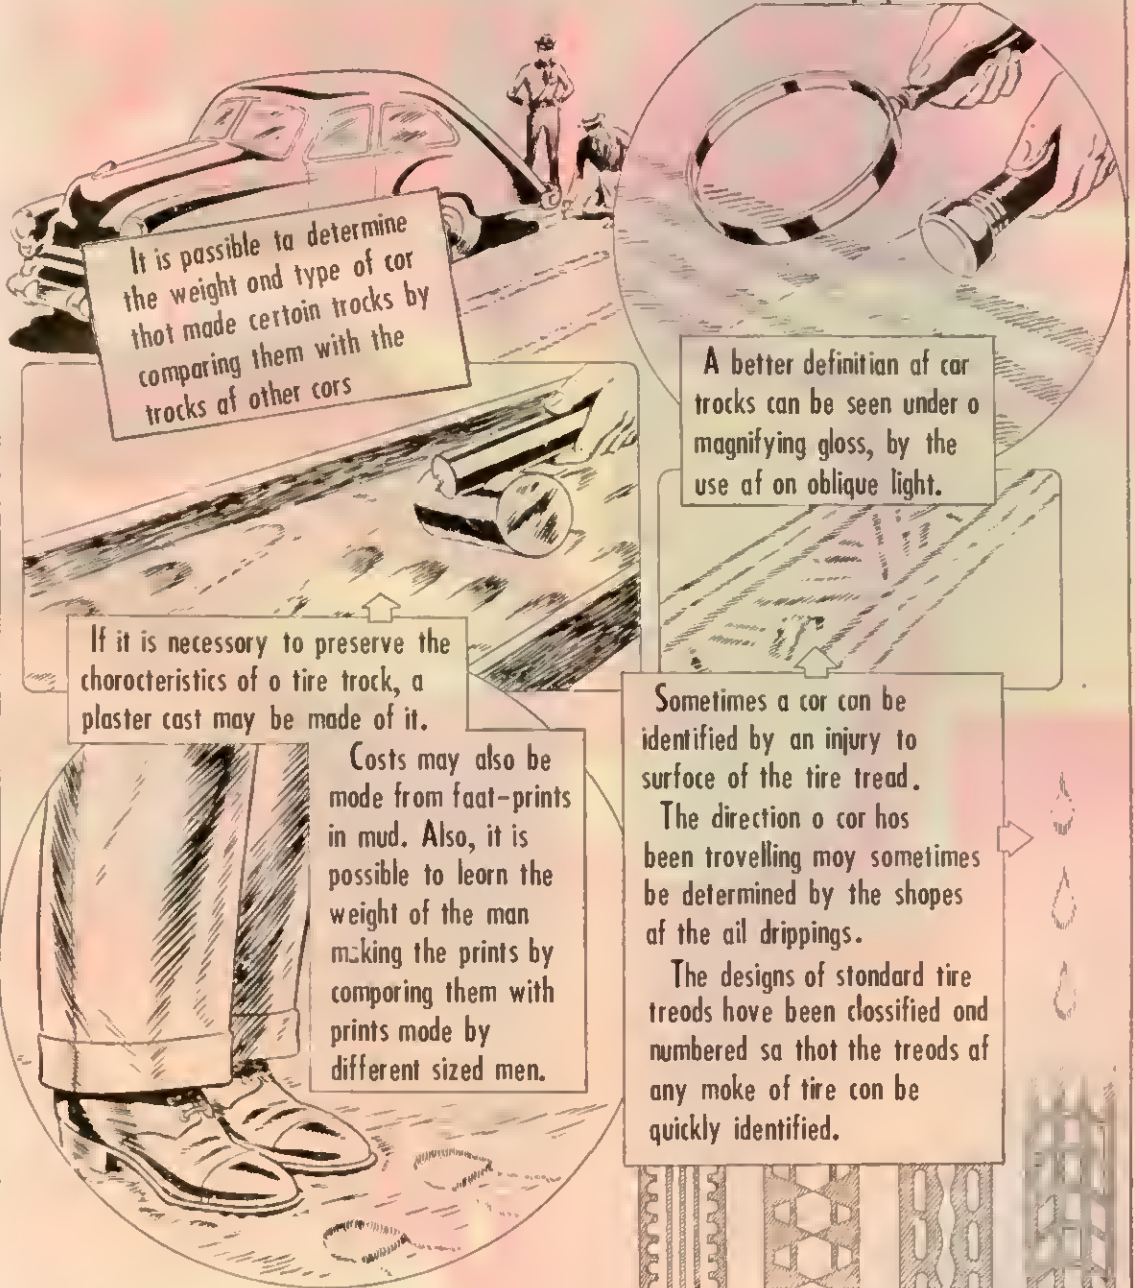 It is passible ta determine
the weight ond type of cor
thot made certoin trocks by
comparing them with the
trocks af other cors
A better definitian af car
trocks can be seen under o
magnifying gloss, by the
use af on oblique light.
If it is necessary to preserve the
chorocteristics of o tire trock, a
plaster cast may be made of it.
Costs may also be
mode from faat-prints
in mud. Also, it is
possible to leorn the
weight of the man
making the prints by
comporing them with
prints mode by
different sized men.
Sometimes a cor con be
identified by an injury to
surfoce of the tire tread.
The direction o cor hos
been trovelling moy sometimes
be determined by the shopes
af the ail drippings.
The designs of stondard tire
treods hove been clossified ond
numbered sa thot the treods af
any moke of tire con be
quickly identified.